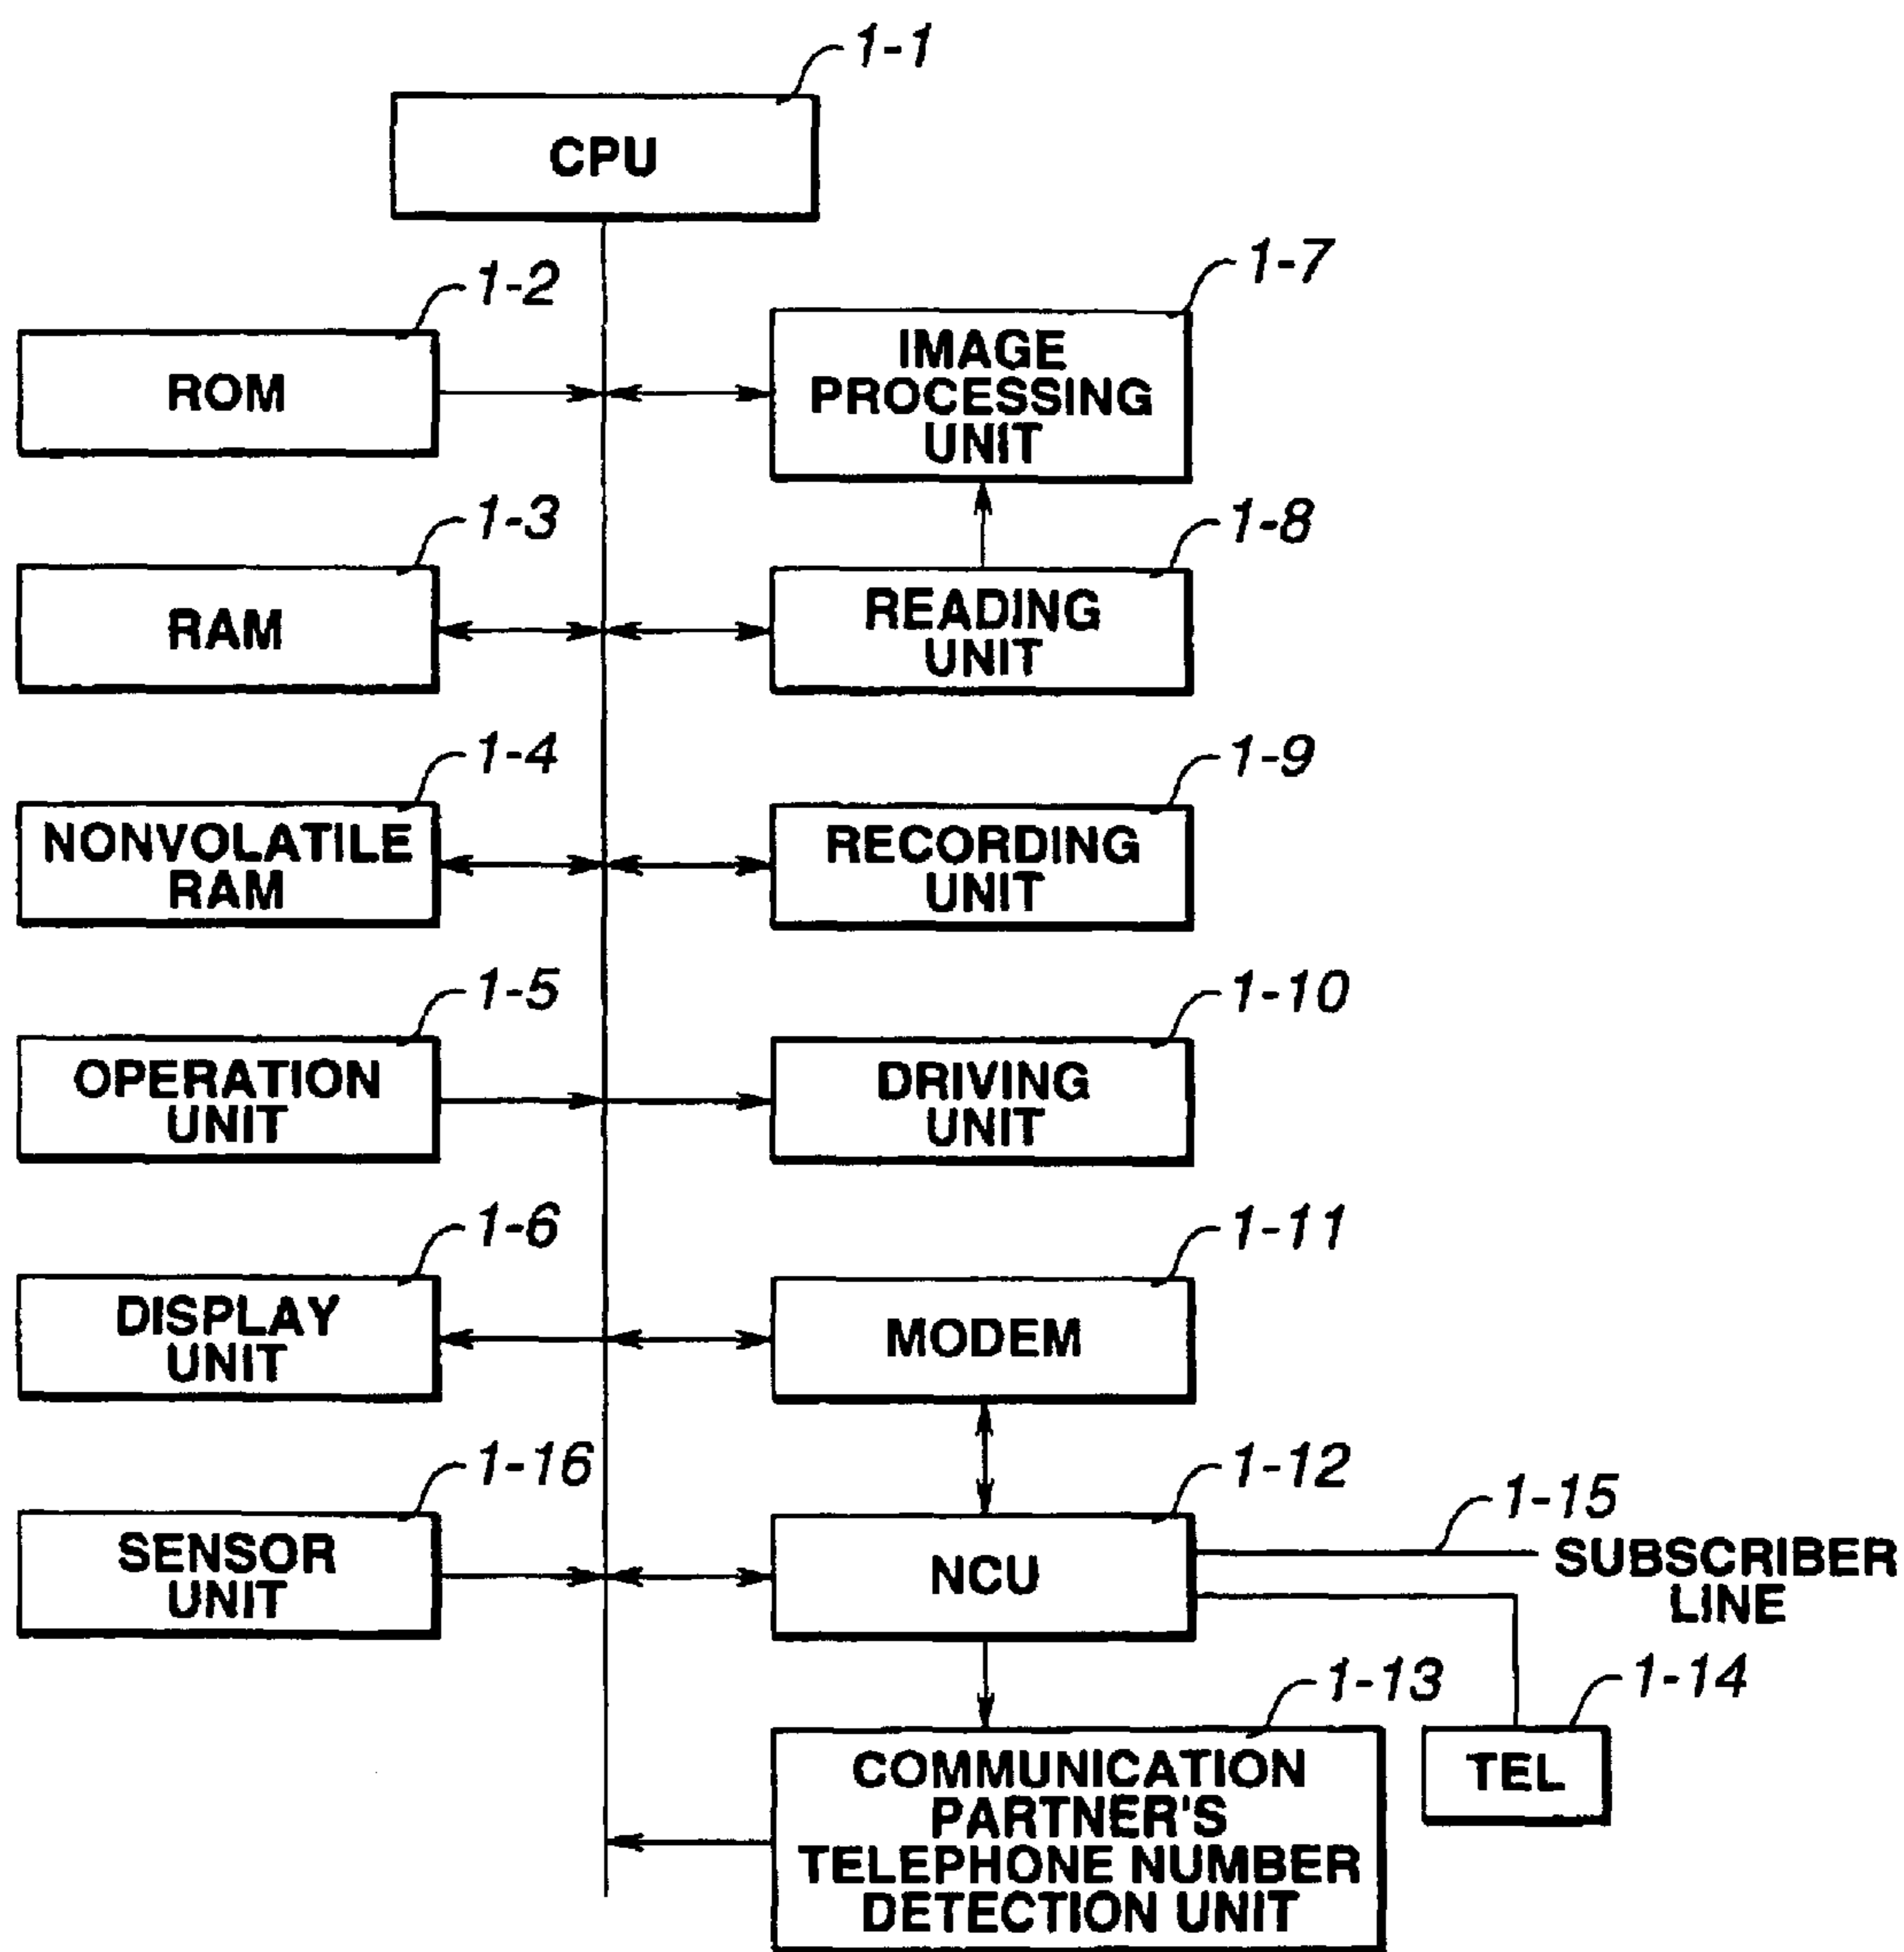 1-1
CPU
1-2
ROM
1-7
IMAGE
PROCESSING
UNIT
1-3
RAM
1-8
READING
UNIT
1-4
NONVOLATILE
RAM
1-9
RECORDING
UNIT
1-5
OPERATION
UNIT
1-10
DRIVING
UNIT
1-6
DISPLAY
UNIT
1-11
MODEM
1-16
SENSOR
UNIT
1-12
NCU
1-15
SUBSCRIBER
LINE
1-13
COMMUNICATION
PARTNER'S
TELEPHONE NUMBER
DETECTION UNIT
1-14
TEL